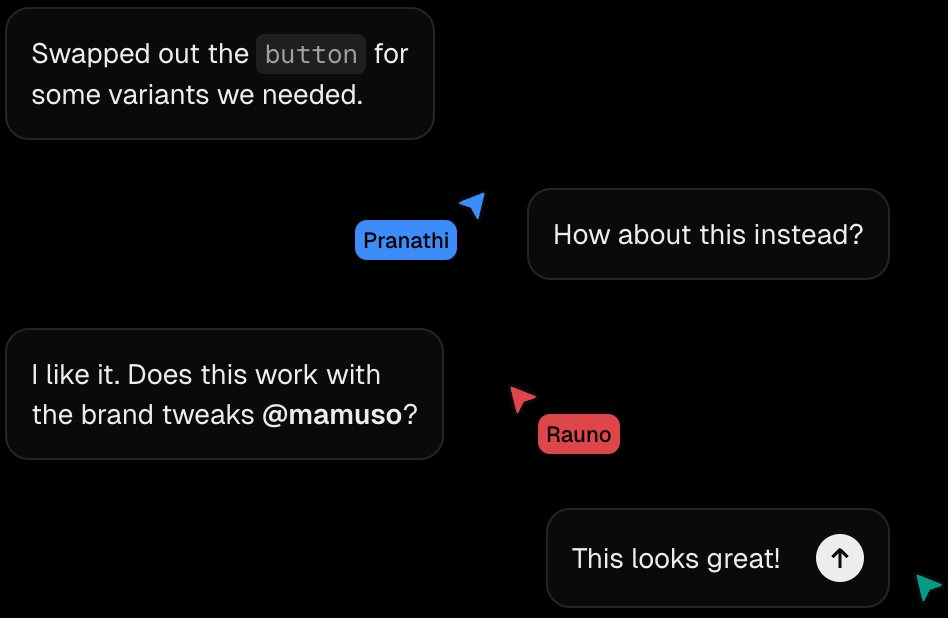 Swapped out the button for
some variants we needed.
Pranathi
How about this instead?
I like it. Does this work with
the brand tweaks @mamuso?
Rauno
This looks great!